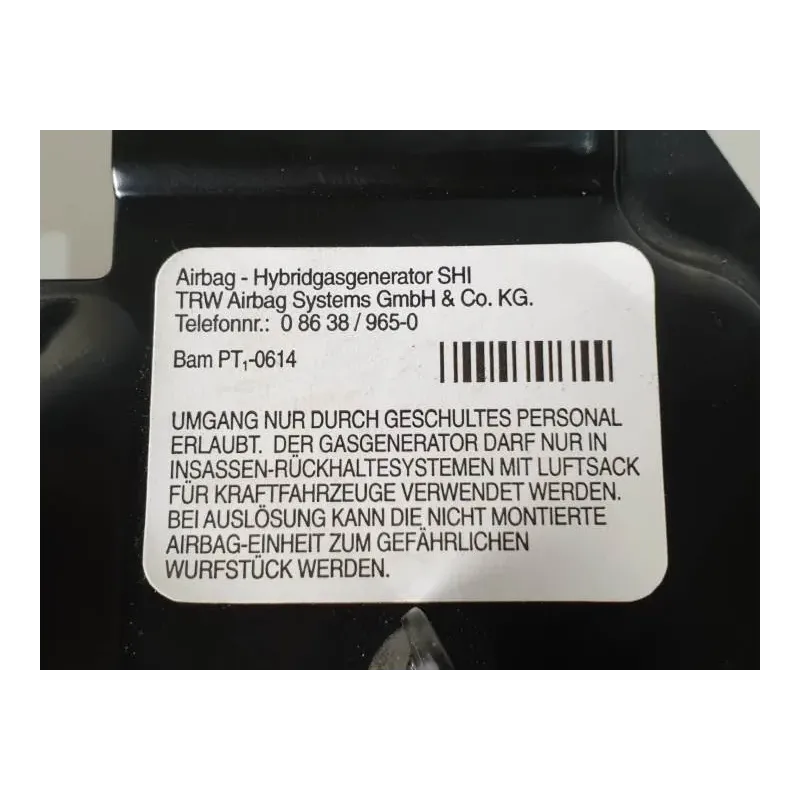 Airbag - Hybridgasgenerator SHI
TRW Airbag Systems GmbH & Co. KG.
Telefonnr.: 0 86 38 / 965-0
Bam PT₁-0614
UMGANG NUR DURCH GESCHULTES PERSONAL
ERLAUBT. DER GASGENERATOR DARF NUR IN
INSASSEN-RÜCKHALTESYSTEMEN MIT LUFTSACK
FÜR KRAFTFAHRZEUGE VERWENDET WERDEN.
BEI AUSLÖSUNG KANN DIE NICHT MONTIERTE
AIRBAG-EINHEIT ZUM GEFÄHRLICHEN
WURFSTÜCK WERDEN.